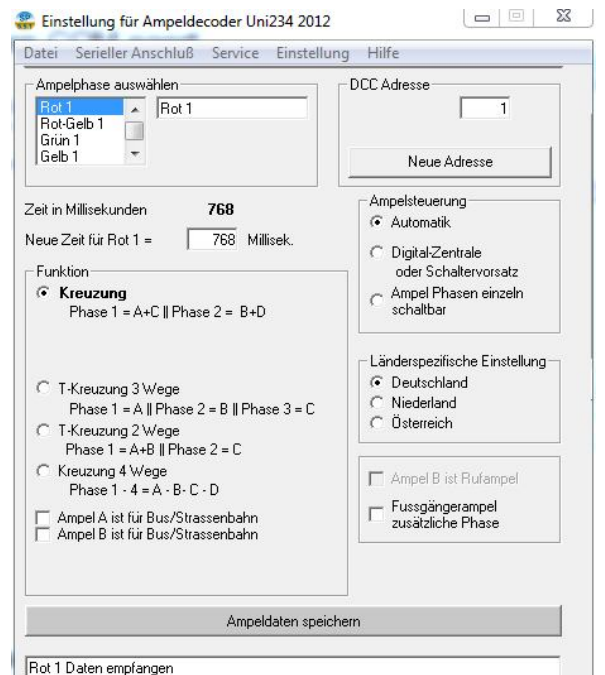 Einstellung für Ampeldecoder Uni234 2012
Datei Serieller Anschluß Service Einstellung Hilfe
Ampelphase auswählen
Rot 1
Rot-Gelb 1
Grün 1
Gelb 1
Rot 1
DCC Adresse
1
Neue Adresse
Zeit in Millisekunden 768
Neue Zeit für Rot 1 = 768 Millisek.
Ampelsteuerung
Automatik
Digital-Zentrale
oder Schaltervorsatz
Ampel Phasen einzeln
schaltbar
Funktion
Kreuzung
Phase 1 = A+C || Phase 2 = B+D
T-Kreuzung 3 Wege
Phase 1 = A || Phase 2 = B || Phase 3 = C
T-Kreuzung 2 Wege
Phase 1 = A+B || Phase 2 = C
Kreuzung 4 Wege
Phase 1 - 4 = A - B- C - D
Ampel A ist für Bus/Strassenbahn
Ampel B ist für Bus/Strassenbahn
Länderspezifische Einstellung
Deutschland
Niederland
Österreich
Ampel B ist Rufampel
Fussgängerampel
zusätzliche Phase
Ampeldaten speichern
Rot 1 Daten empfangen